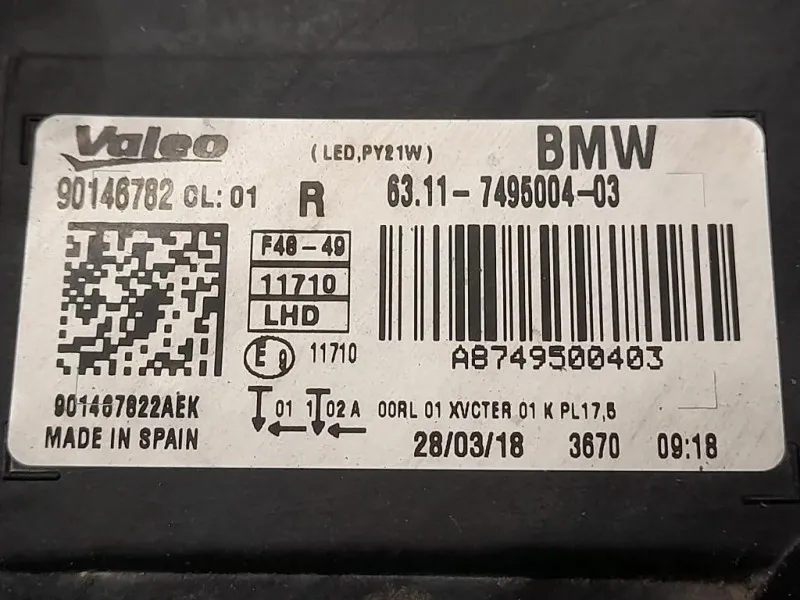 Valeo
(LED,PY21W)
BMW
90146782 CL: 01
R
63.11-7495004-03
F48-49
11710
LHD
E9 11710
A8749500403
901467822AEK
01 1 02 A 00RL 01 XVCTER 01 K PL17,5
MADE IN SPAIN
28/03/18 3670 09:18